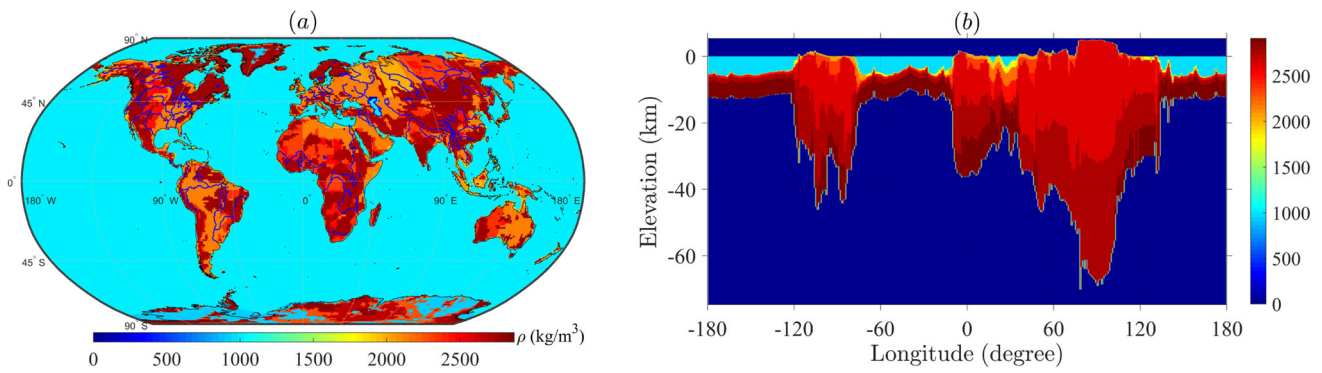 (a)
90° N
45° N
0°
180° W
90° W
0°
90° E
180° E
45° S
90° S
ρ (kg/m³)
0 500 1000 1500 2000 2500
(b)
Elevation (km)
0
-20
-40
-60
-180 -120 -60 0 60 120 180
Longitude (degree)
2500
2000
1500
1000
500
0